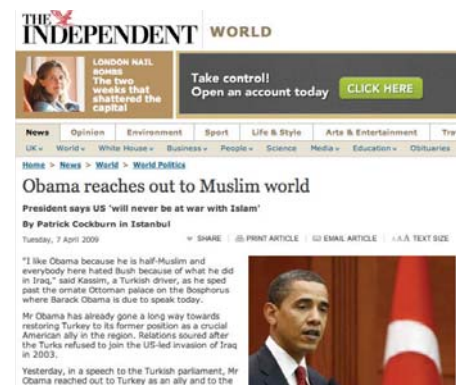 THE
INDEPENDENT WORLD
LONDON NAIL
BOMBS
The two
weeks that
shattered the
capital
Take control!
Open an account today
CLICK HERE
News Opinion Environment Sport Life & Style Arts & Entertainment Tra
UK World White House Business People Science Media Education Obituaries
Home > News > World > World Politics
Obama reaches out to Muslim world
President says US 'will never be at war with Islam'
By Patrick Cockburn in Istanbul
Tuesday, 7 April 2009
SHARE PRINT ARTICLE EMAIL ARTICLE AAA TEXT SIZE
"I like Obama because he is half-Muslim and
everybody here hated Bush because of what he did
in Iraq," said Kassim, a Turkish driver, as he sped
past the ornate Ottoman palace on the Bosphorus
where Barack Obama is due to speak today.
Mr Obama has already gone a long way towards
restoring Turkey to its former position as a crucial
American ally in the region. Relations soured after
the Turks refused to join the US-led invasion of Iraq
in 2003.
Yesterday, in a speech to the Turkish parliament, Mr
Obama reached out to Turkey as an ally and to the